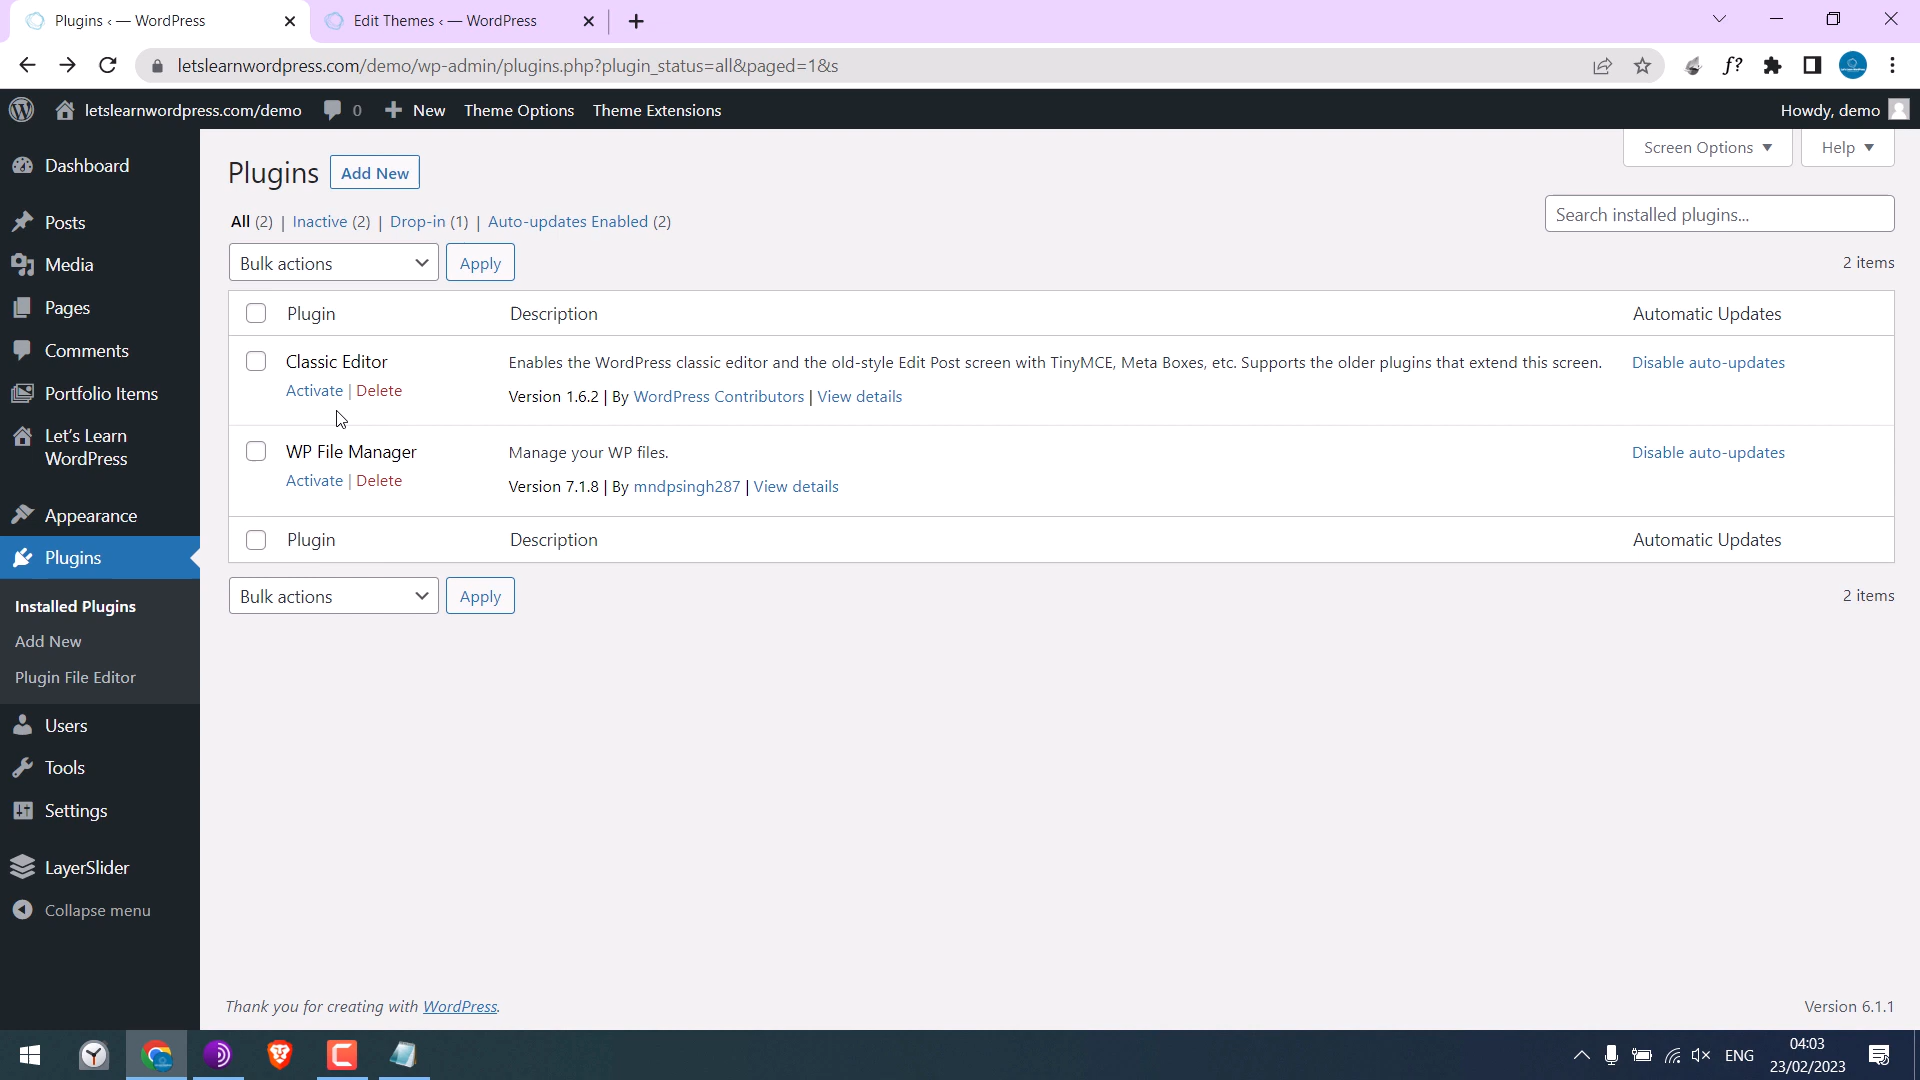 Plugins ‹ — WordPress
Edit Themes ‹ — WordPress
letslearnwordpress.com/demo/wp-admin/plugins.php?plugin_status=all&paged=1&s
f?
letslearnwordpress.com/demo
0
New
Theme Options
Theme Extensions
Howdy, demo
Dashboard
Posts
Media
Pages
Comments
Portfolio Items
Let's Learn
WordPress
Appearance
Plugins
Installed Plugins
Add New
Plugin File Editor
Users
Tools
Settings
LayerSlider
Collapse menu
Screen Options
Help
Plugins Add New
All (2) | Inactive (2) | Drop-in (1) | Auto-updates Enabled (2)
Search installed plugins...
Bulk actions Apply
2 items
Plugin Description Automatic Updates
Classic Editor
Activate | Delete
Enables the WordPress classic editor and the old-style Edit Post screen with TinyMCE, Meta Boxes, etc. Supports the older plugins that extend this screen.
Version 1.6.2 | By WordPress Contributors | View details
Disable auto-updates
WP File Manager
Activate | Delete
Manage your WP files.
Version 7.1.8 | By mndpsingh287 | View details
Disable auto-updates
Plugin Description Automatic Updates
Bulk actions Apply
2 items
Thank you for creating with WordPress.
Version 6.1.1
ENG
04:03
23/02/2023